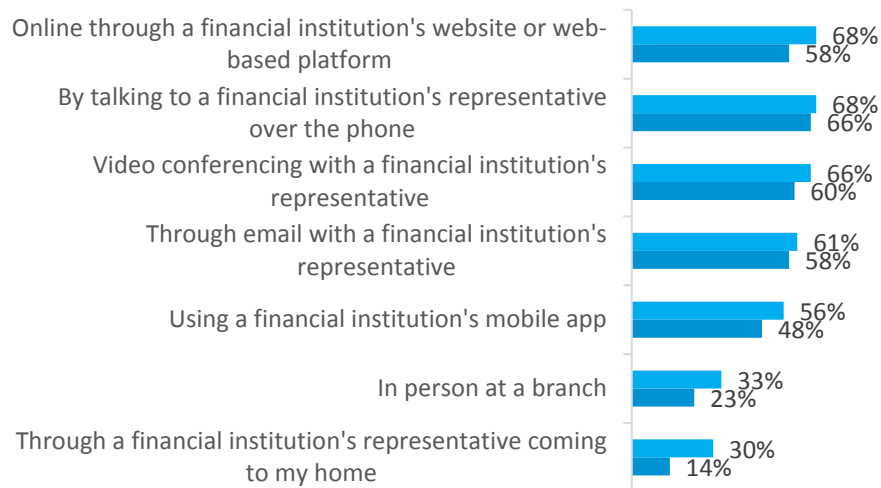 Online through a financial institution's website or web-
based platform
68%
58%
By talking to a financial institution's representative
over the phone
68%
66%
Video conferencing with a financial institution's
representative
66%
60%
Through email with a financial institution's
representative
61%
58%
Using a financial institution's mobile app
56%
48%
In person at a branch
33%
23%
Through a financial institution's representative coming
to my home
30%
14%